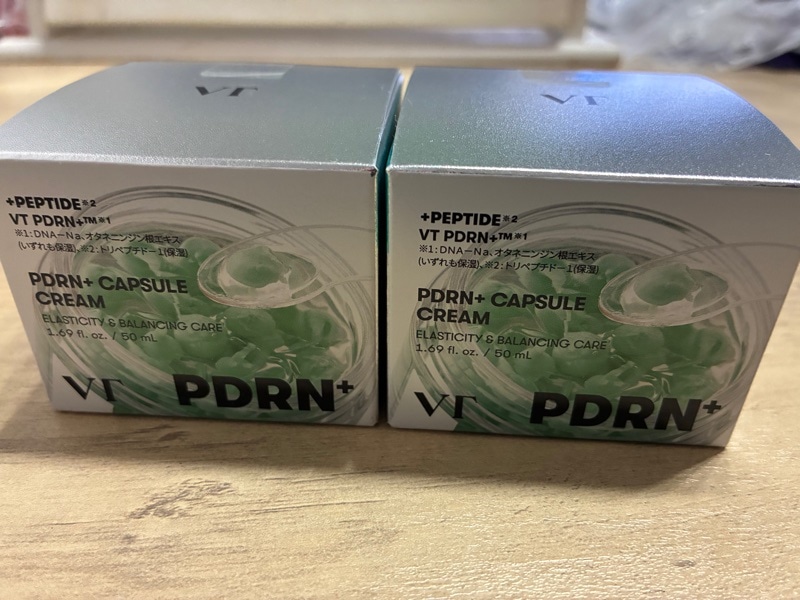 VT
+PEPTIDE※2
VT PDRN+™※1
※1:DNA-Na、オタネニンジン根エキス
(いずれも保湿)、※2:トリペプチド-1(保湿)
PDRN+ CAPSULE
CREAM
ELASTICITY & BALANCING CARE
1.69 fl. oz. / 50 mL
VT PDRN+
VT
+PEPTIDE※2
VT PDRN+™※1
※1:DNA-Na、オタネニンジン根エキス
(いずれも保湿)、※2:トリペプチド-1(保湿)
PDRN+ CAPSULE
CREAM
ELASTICITY & BALANCING CARE
1.69 fl. oz. / 50 mL
VT PDRN+